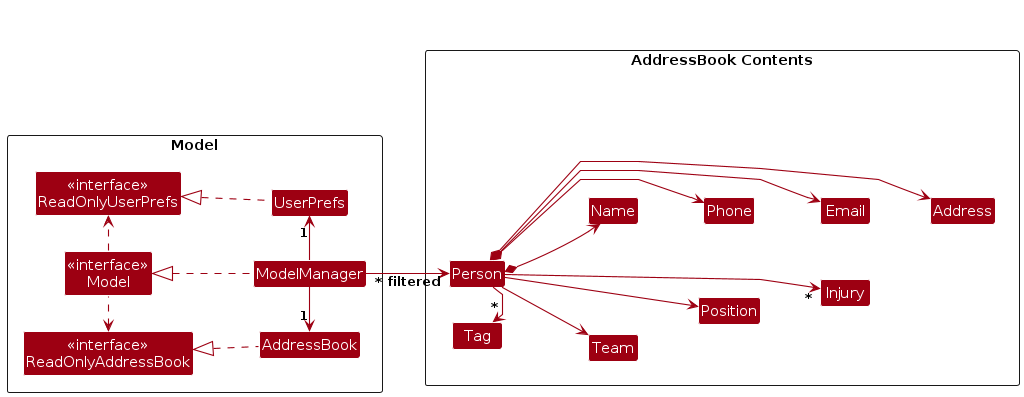 AddressBook Contents
Model
«interface»
ReadOnlyUserPrefs
UserPrefs
Name
Phone
Email
Address
1
«interface»
Model
ModelManager
* filtered
Person
Injury
*
*
Position
1
Tag
Team
«interface»
ReadOnlyAddressBook
AddressBook